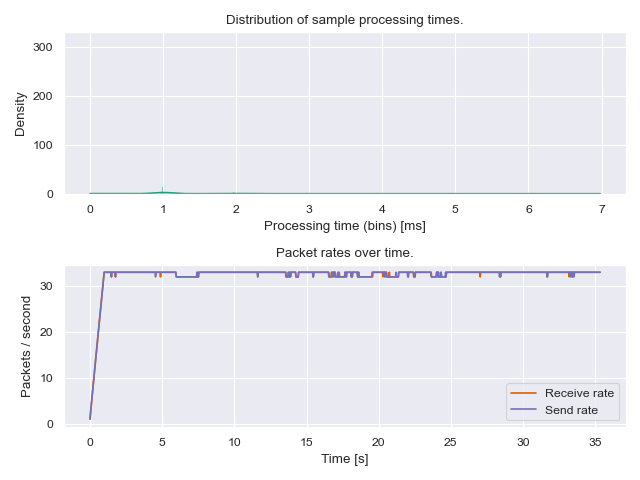 Distribution of sample processing times.
300
200
100
0
Density
0 1 2 3 4 5 6 7
Processing time (bins) [ms]
Packet rates over time.
30
20
10
0
Packets / second
Receive rate
Send rate
0 5 10 15 20 25 30 35
Time [s]